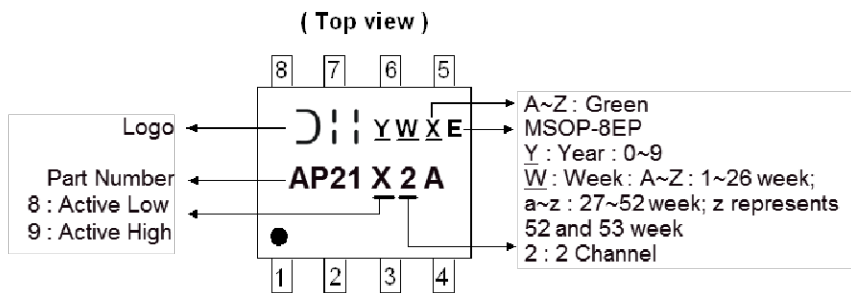 ( Top view )
8 7 6 5
Logo
Y W X E
Part Number
AP21 X 2 A
8 : Active Low
9 : Active High
A~Z : Green
MSOP-8EP
Y : Year : 0~9
W : Week : A~Z : 1~26 week;
a~z : 27~52 week; z represents
52 and 53 week
2 : 2 Channel
1 2 3 4